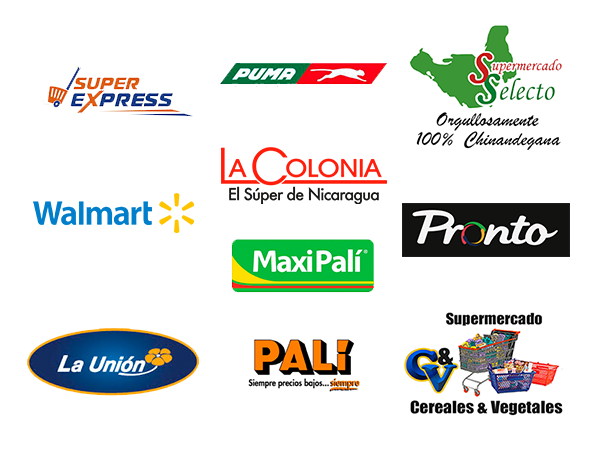 SUPER
EXPRESS
PUMA
Supermercado
Selecto
Orgullosamente
100% Chinandegana
Walmart
LA COLONIA
El Súper de Nicaragua
Pronto
MaxiPalí®
La Unión
PALÍ
Siempre precios bajos...siempre
Supermercado
C&V
Cereales & Vegetales